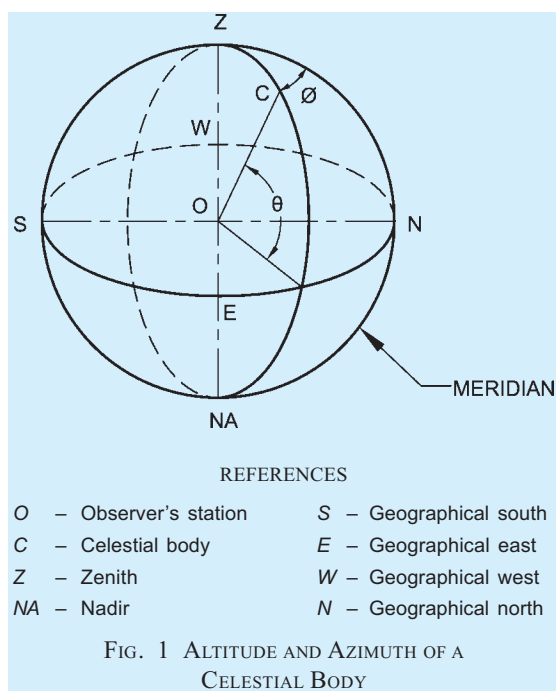 Z
C
Ø
W
O
θ
S
N
E
MERIDIAN
NA
REFERENCES
O – Observer's station S – Geographical south
C – Celestial body E – Geographical east
Z – Zenith W – Geographical west
NA – Nadir N – Geographical north
FIG. 1 ALTITUDE AND AZIMUTH OF A
CELESTIAL BODY